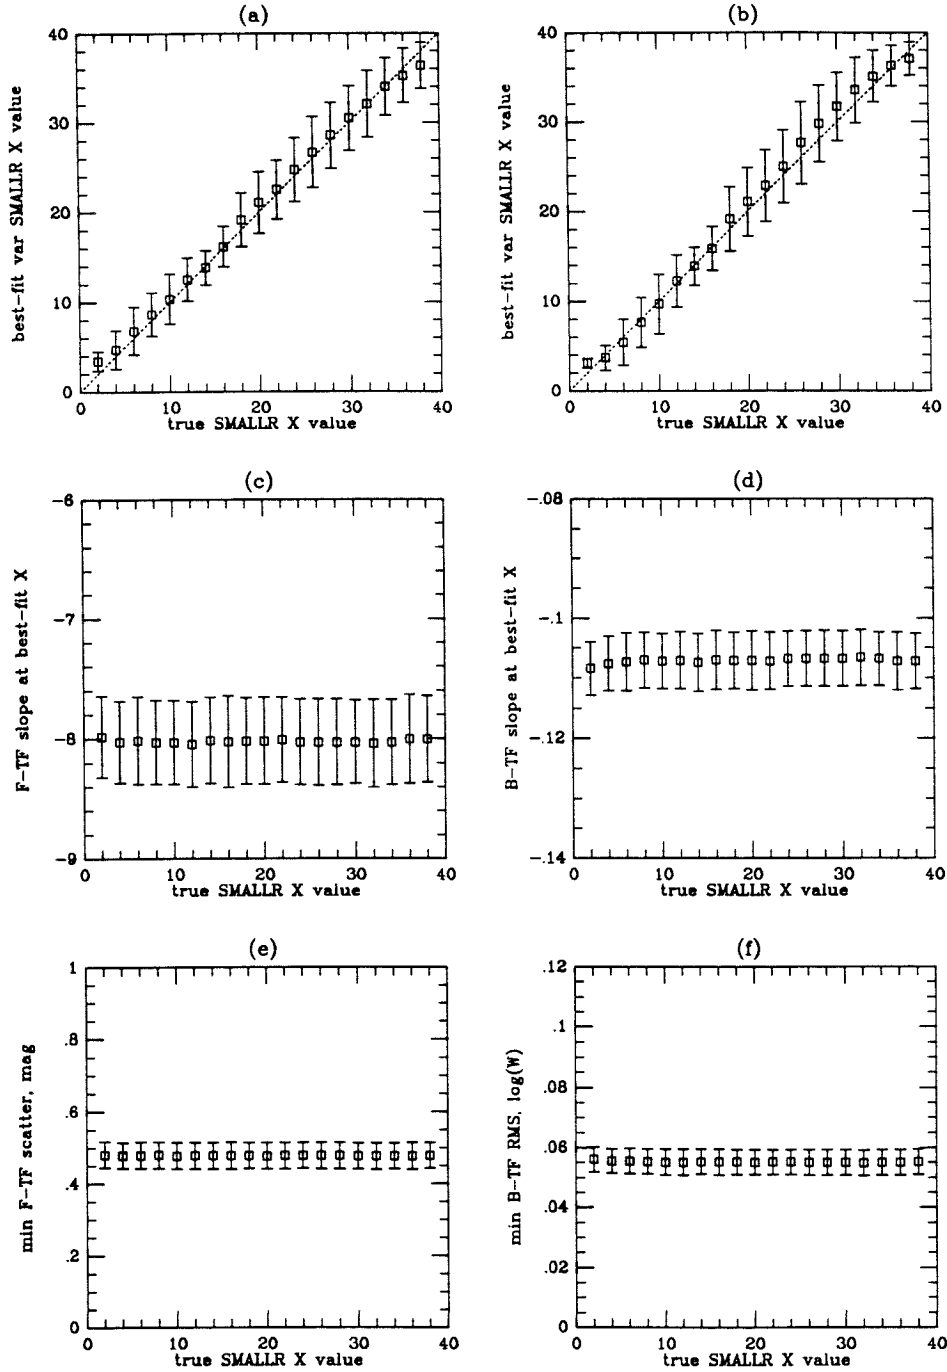 (a)
40
30
20
10
0
best-fit var SMALLR X value
0 10 20 30 40
true SMALLR X value
(b)
40
30
20
10
0
best-fit var SMALLR X value
0 10 20 30 40
true SMALLR X value
(c)
-6
-7
-8
-9
F-TF slope at best-fit X
0 10 20 30 40
true SMALLR X value
(d)
-.08
-.1
-.12
-.14
B-TF slope at best-fit X
0 10 20 30 40
true SMALLR X value
(e)
1
.8
.6
.4
.2
0
min F-TF scatter, mag
0 10 20 30 40
true SMALLR X value
(f)
.12
.1
.08
.06
.04
.02
0
min B-TF RMS, log(W)
0 10 20 30 40
true SMALLR X value